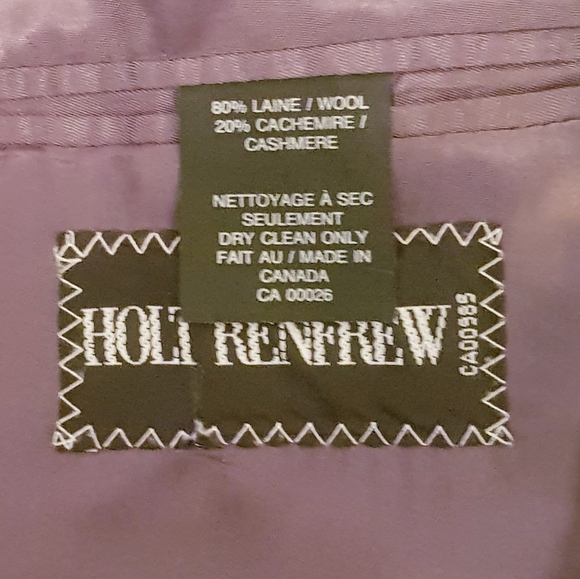 80% LAINE / WOOL
20% CACHEMIRE /
CASHMERE
NETTOYAGE À SEC
SEULEMENT
DRY CLEAN ONLY
FAIT AU / MADE IN
CANADA
CA 00026
HOLT RENFREW
CA00585